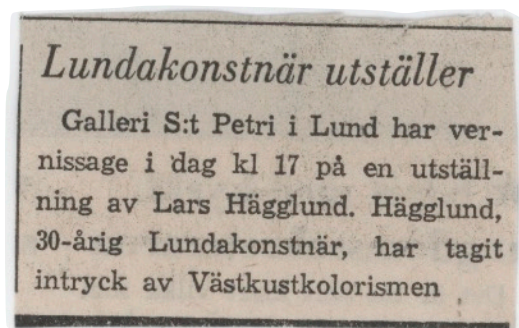 Lundakonstnär utställer
Galleri S:t Petri i Lund har ver-
nissage i dag kl 17 på en utställ-
ning av Lars Hägglund. Hägglund,
30-årig Lundakonstnär, har tagit
intryck av Västkustkolorismen